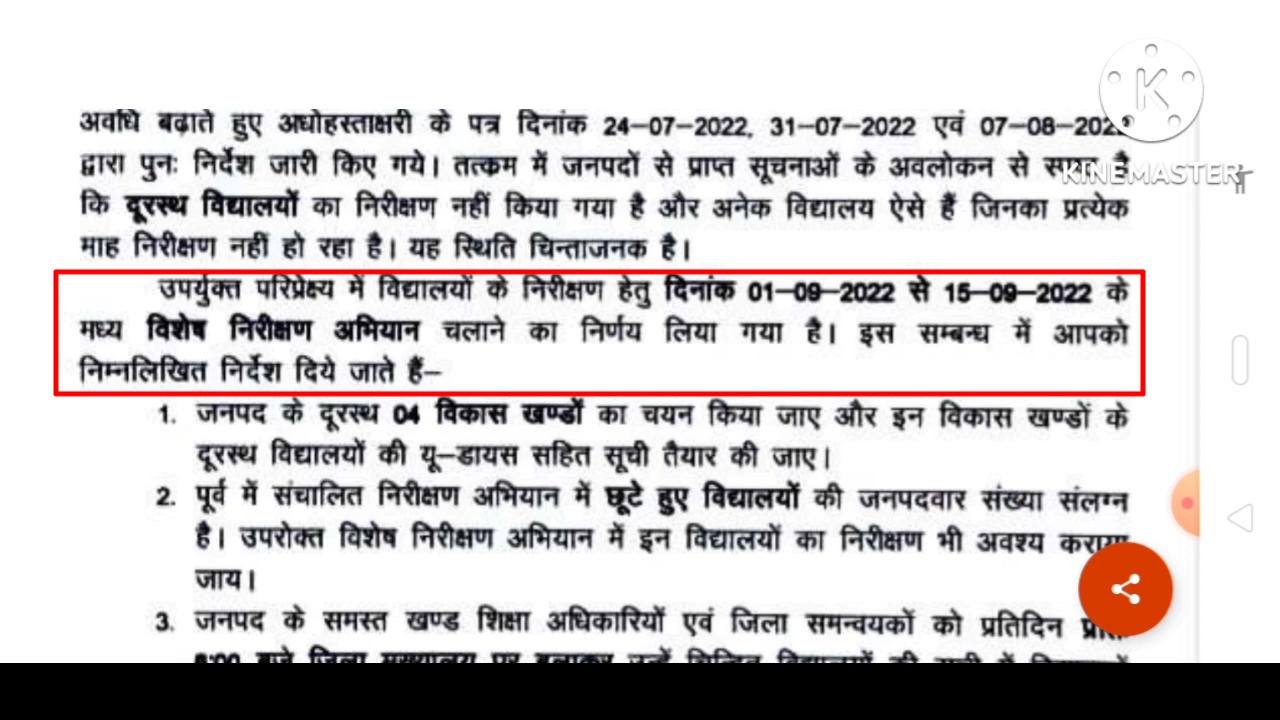 अवधि बढ़ाते हुए अधोहस्ताक्षरी के पत्र दिनांक 24-07-2022, 31-07-2022 एवं 07-08-2022
द्वारा पुनः निर्देश जारी किए गये। तत्कम में जनपदों से प्राप्त सूचनाओं के अवलोकन से है
KINEMASTER
कि दूरस्थ विद्यालयों का निरीक्षण नहीं किया गया है और अनेक विद्यालय ऐसे हैं जिनका प्रत्येक
माह निरीक्षण नहीं हो रहा है। यह स्थिति चिन्ताजनक है।
उपर्युक्त परिप्रेक्ष्य में विद्यालयों के निरीक्षण हेतु दिनांक 01-09-2022 से 15-09-2022 के
मध्य विशेष निरीक्षण अभियान चलाने का निर्णय लिया गया है। इस सम्बन्ध में आपको
निम्नलिखित निर्देश दिये जाते हैं–
1. जनपद के दूरस्थ 04 विकास खण्डों का चयन किया जाए और इन विकास खण्डों के
दूरस्थ विद्यालयों की यू-डायस सहित सूची तैयार की जाए।
2. पूर्व में संचालित निरीक्षण अभियान में छूटे हुए विद्यालयों की जनपदवार संख्या संलग्न
है। उपरोक्त विशेष निरीक्षण अभियान में इन विद्यालयों का निरीक्षण भी अवश्य कराया
जाय।
3. जनपद के समस्त खण्ड शिक्षा अधिकारियों एवं जिला समन्वयकों को प्रतिदिन